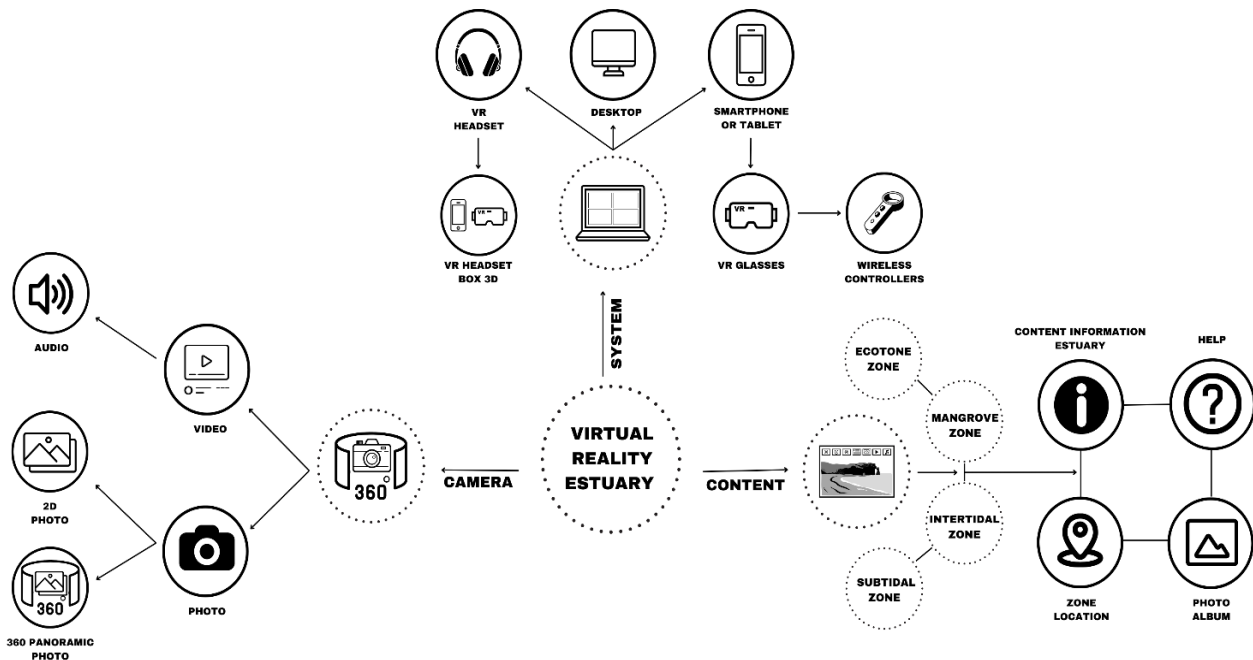 VR
HEADSET
DESKTOP
SMARTPHONE
OR TABLET
VR
VR
VR HEADSET
BOX 3D
VR GLASSES
WIRELESS
CONTROLLERS
SYSTEM
AUDIO
VIDEO
2D
PHOTO
360
PHOTO
360°
360 PANORAMIC
PHOTO
CAMERA
VIRTUAL
REALITY
ESTUARY
CONTENT
ECOTONE
ZONE
MANGROVE
ZONE
INTERTIDAL
ZONE
SUBTIDAL
ZONE
CONTENT INFORMATION
ESTUARY
i
HELP
?
ZONE
LOCATION
PHOTO
ALBUM